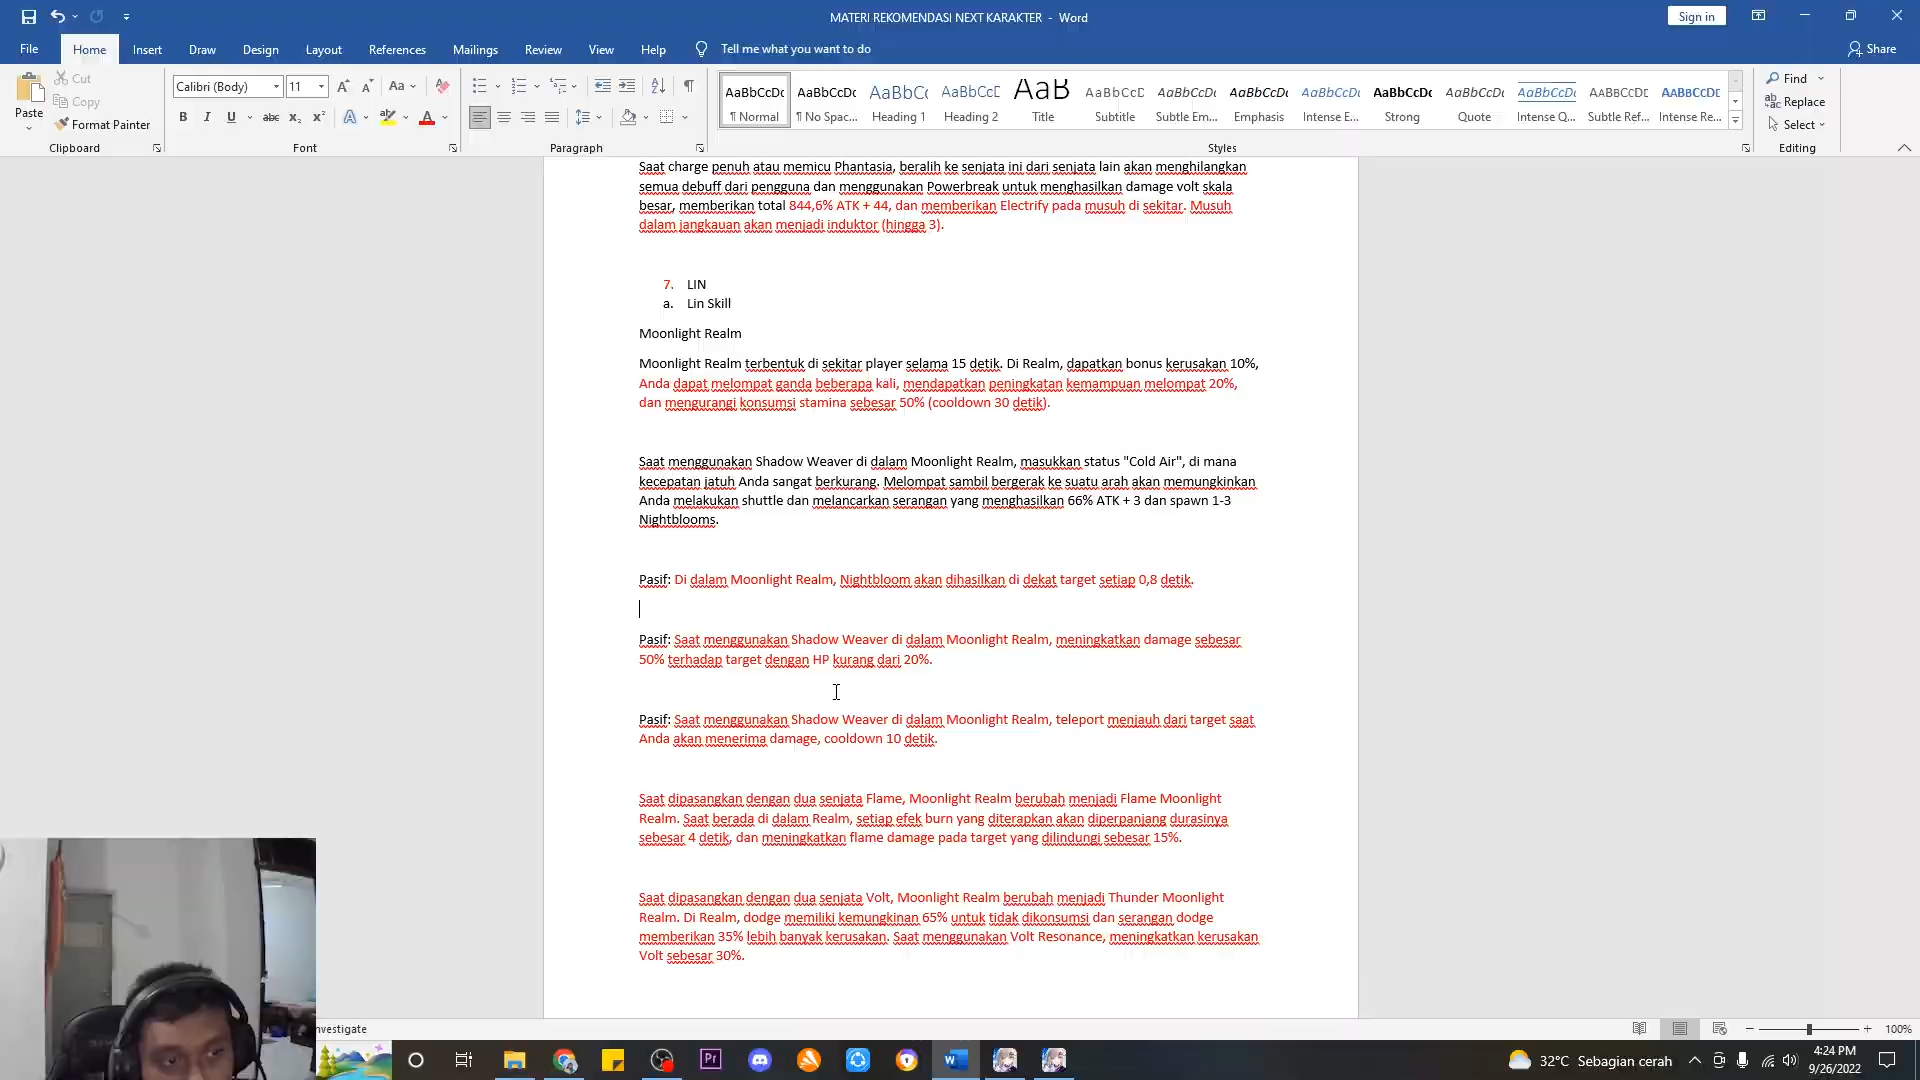 MATERI REKOMENDASI NEXT KARAKTER - Word
Sign in
File Home Insert Draw Design Layout References Mailings Review View Help Tell me what you want to do
Share
Paste
Cut
Copy
Format Painter
Calibri (Body) 11
AaBbCcDc AaBbCcDc AaBbCc AaBbCcD AaB AaBbCcD AaBbCcDc AaBbCcDc AaBbCcDc AaBbCcDc AaBbCcDc AaBbCcDc AABBCCDE AABBCCDE
¶ Normal ¶ No Spac... Heading 1 Heading 2 Title Subtitle Subtle Em... Emphasis Intense E... Strong Quote Intense Q... Subtle Ref... Intense Re...
Find
Replace
Select
Clipboard Font Paragraph Styles Editing
Saat charge penuh atau memicu Phantasia, beralih ke senjata ini dari senjata lain akan menghilangkan
semua debuff dari pengguna dan menggunakan Powerbreak untuk menghasilkan damage volt skala
besar, memberikan total 844,6% ATK + 44, dan memberikan Electrify pada musuh di sekitar. Musuh
dalam jangkauan akan menjadi induktor (hingga 3).
7. LIN
a. Lin Skill
Moonlight Realm
Moonlight Realm terbentuk di sekitar player selama 15 detik. Di Realm, dapatkan bonus kerusakan 10%,
Anda dapat melompat ganda beberapa kali, mendapatkan peningkatan kemampuan melompat 20%,
dan mengurangi konsumsi stamina sebesar 50% (cooldown 30 detik).
Saat menggunakan Shadow Weaver di dalam Moonlight Realm, masukkan status "Cold Air", di mana
kecepatan jatuh Anda sangat berkurang. Melompat sambil bergerak ke suatu arah akan memungkinkan
Anda melakukan shuttle dan melancarkan serangan yang menghasilkan 66% ATK + 3 dan spawn 1-3
Nightblooms.
Pasif: Di dalam Moonlight Realm, Nightbloom akan dihasilkan di dekat target setiap 0,8 detik.
Pasif: Saat menggunakan Shadow Weaver di dalam Moonlight Realm, meningkatkan damage sebesar
50% terhadap target dengan HP kurang dari 20%.
Pasif: Saat menggunakan Shadow Weaver di dalam Moonlight Realm, teleport menjauh dari target saat
Anda akan menerima damage, cooldown 10 detik.
Saat dipasangkan dengan dua senjata Flame, Moonlight Realm berubah menjadi Flame Moonlight
Realm. Saat berada di dalam Realm, setiap efek burn yang diterapkan akan diperpanjang durasinya
sebesar 4 detik, dan meningkatkan flame damage pada target yang dilindungi sebesar 15%.
Saat dipasangkan dengan dua senjata Volt, Moonlight Realm berubah menjadi Thunder Moonlight
Realm. Di Realm, dodge memiliki kemungkinan 65% untuk tidak dikonsumsi dan serangan dodge
memberikan 35% lebih banyak kerusakan. Saat menggunakan Volt Resonance, meningkatkan kerusakan
Volt sebesar 30%.
nvestigate
100%
32°C Sebagian cerah
4:24 PM
9/26/2022